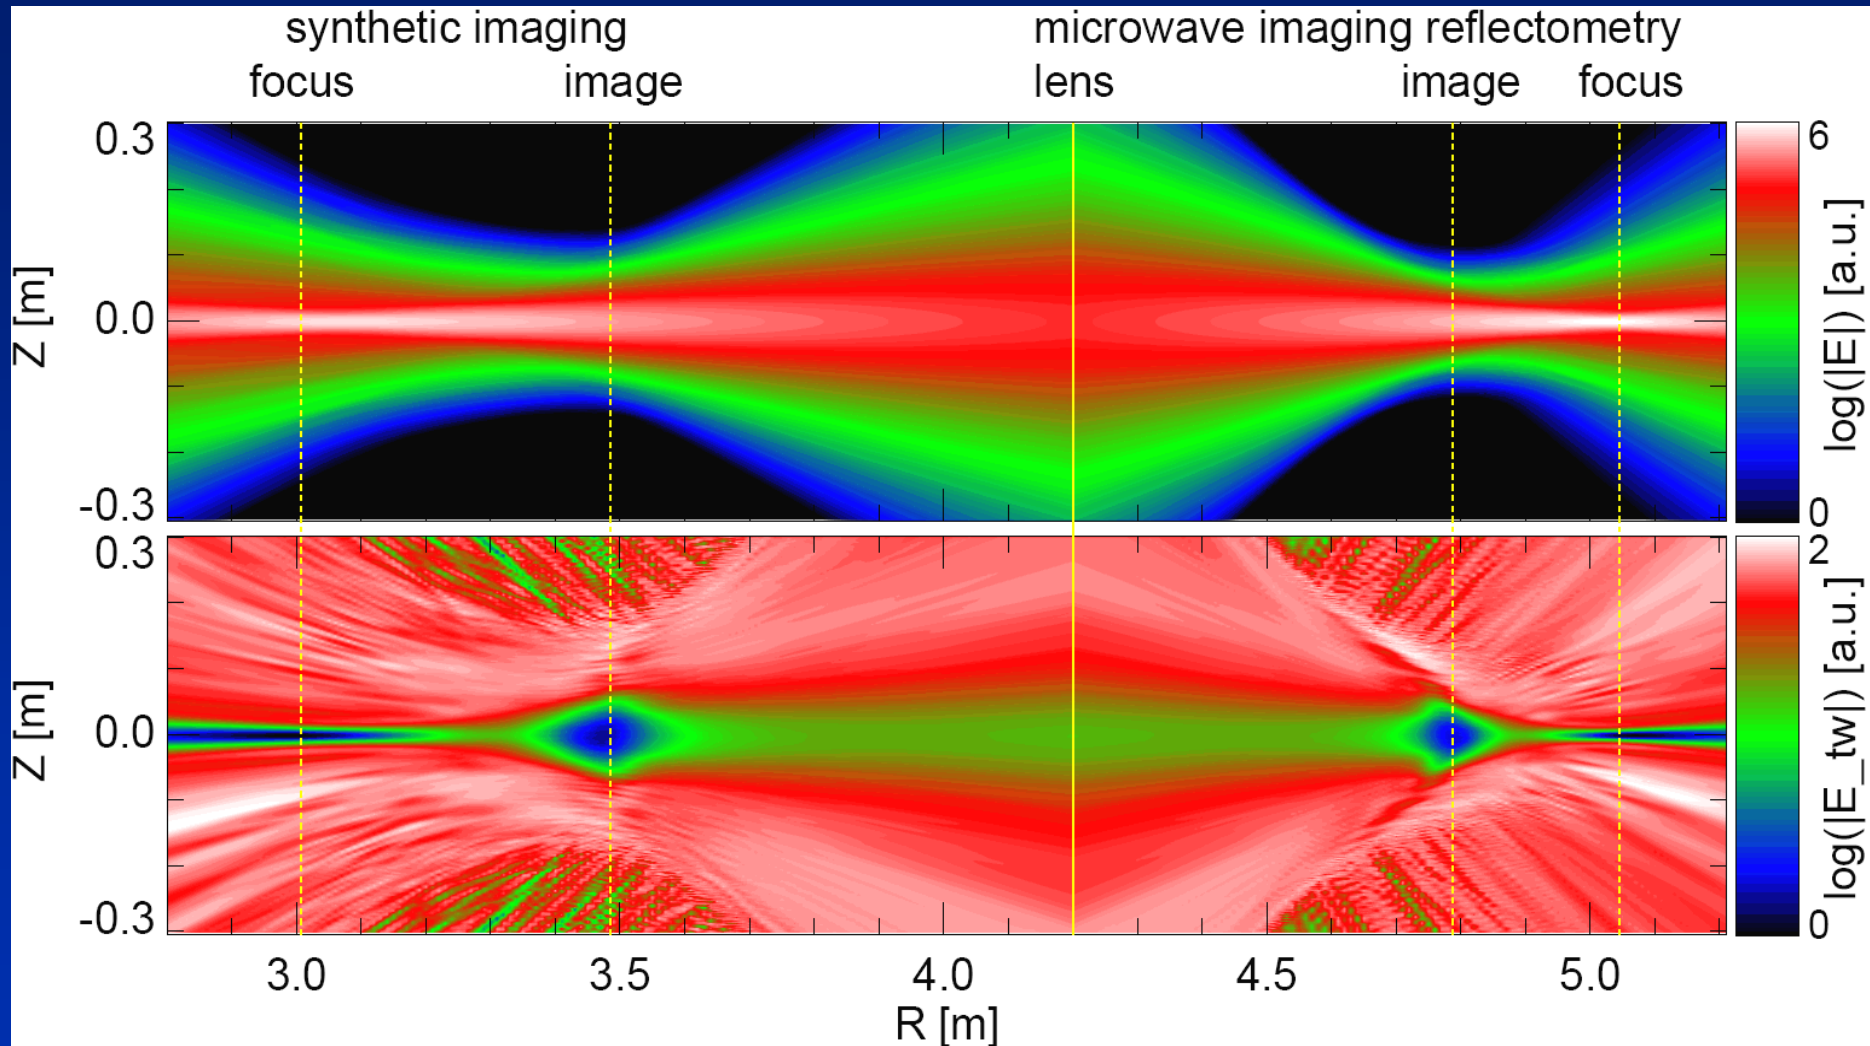 synthetic imaging microwave imaging reflectometry
focus image lens image focus
0.3
0.0
-0.3
Z [m]
6
0
log(|E|) [a.u.]
0.3
0.0
-0.3
Z [m]
2
0
log(|E_tw|) [a.u.]
3.0 3.5 4.0 4.5 5.0
R [m]